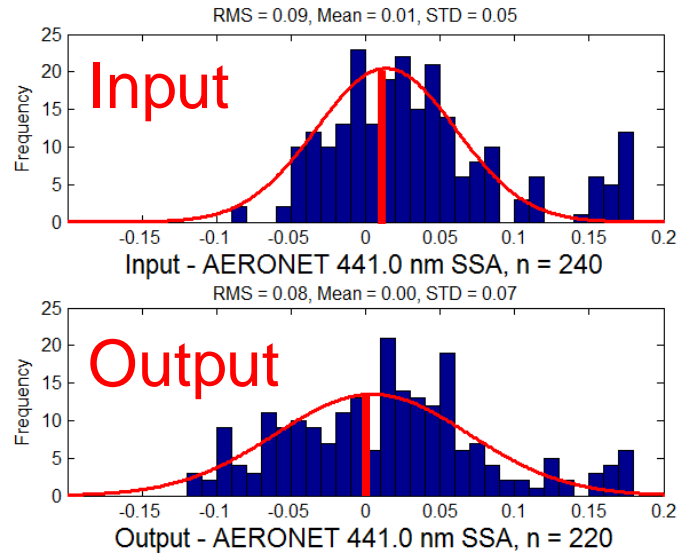 RMS = 0.09, Mean = 0.01, STD = 0.05
25
20
15
10
5
0
Frequency
Input
-0.15 -0.1 -0.05 0 0.05 0.1 0.15 0.2
Input - AERONET 441.0 nm SSA, n = 240
RMS = 0.08, Mean = 0.00, STD = 0.07
25
20
15
10
5
0
Frequency
Output
-0.15 -0.1 -0.05 0 0.05 0.1 0.15 0.2
Output - AERONET 441.0 nm SSA, n = 220